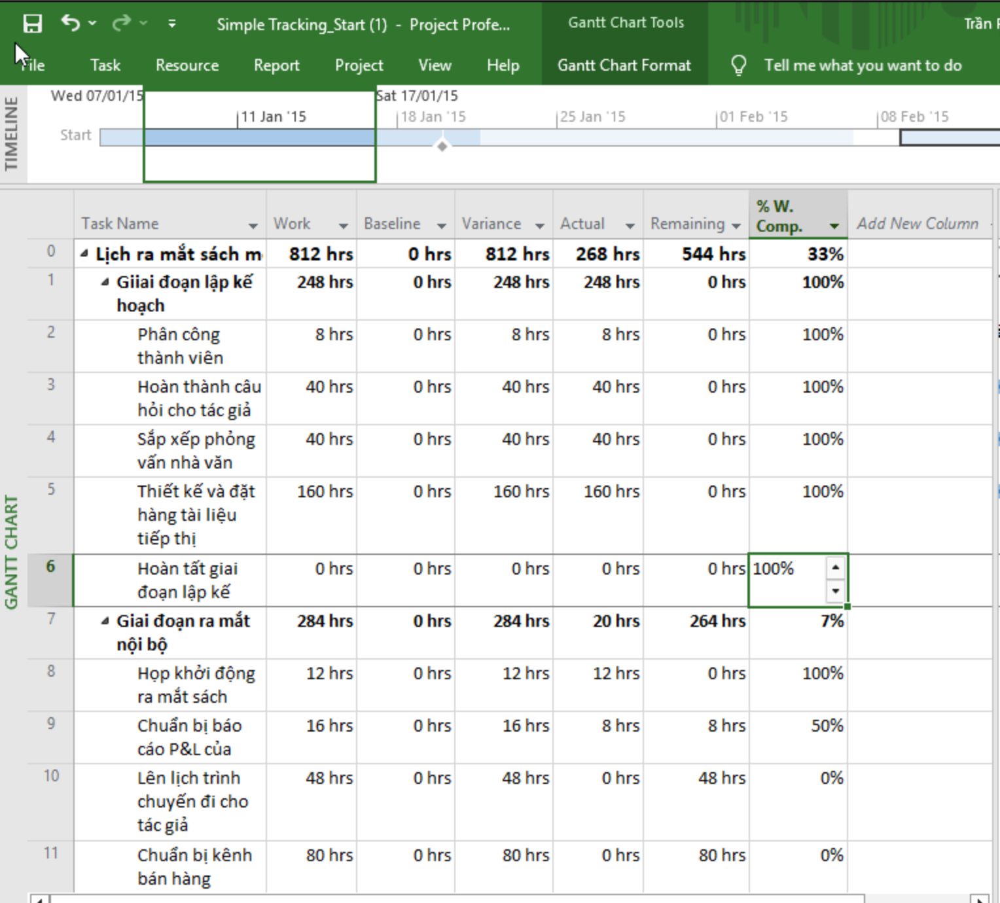 Simple Tracking_Start (1) - Project Profe...
Gantt Chart Tools
Trần
File
Task
Resource
Report
Project
View
Help
Gantt Chart Format
Tell me what you want to do
TIMELINE
Wed 07/01/15
Sat 17/01/15
11 Jan '15
18 Jan '15
25 Jan '15
01 Feb '15
08 Feb '15
Start
GANTT CHART
Task Name Work Baseline Variance Actual Remaining % W. Comp. Add New Column
0 Lịch ra mắt sách m 812 hrs 0 hrs 812 hrs 268 hrs 544 hrs 33%
1 Giiai đoạn lập kế 248 hrs 0 hrs 248 hrs 248 hrs 0 hrs 100%
hoạch
2 Phân công 8 hrs 0 hrs 8 hrs 8 hrs 0 hrs 100%
thành viên
3 Hoàn thành câu 40 hrs 0 hrs 40 hrs 40 hrs 0 hrs 100%
hỏi cho tác giả
4 Sắp xếp phỏng 40 hrs 0 hrs 40 hrs 40 hrs 0 hrs 100%
vấn nhà văn
5 Thiết kế và đặt 160 hrs 0 hrs 160 hrs 160 hrs 0 hrs 100%
hàng tài liệu
tiếp thị
6 Hoàn tất giai 0 hrs 0 hrs 0 hrs 0 hrs 0 hrs 100%
đoạn lập kế
7 Giai đoạn ra mắt 284 hrs 0 hrs 284 hrs 20 hrs 264 hrs 7%
nội bộ
8 Họp khởi động 12 hrs 0 hrs 12 hrs 12 hrs 0 hrs 100%
ra mắt sách
9 Chuẩn bị báo 16 hrs 0 hrs 16 hrs 8 hrs 8 hrs 50%
cáo P&L của
10 Lên lịch trình 48 hrs 0 hrs 48 hrs 0 hrs 48 hrs 0%
chuyến đi cho
tác giả
11 Chuẩn bị kênh 80 hrs 0 hrs 80 hrs 0 hrs 80 hrs 0%
bán hàng